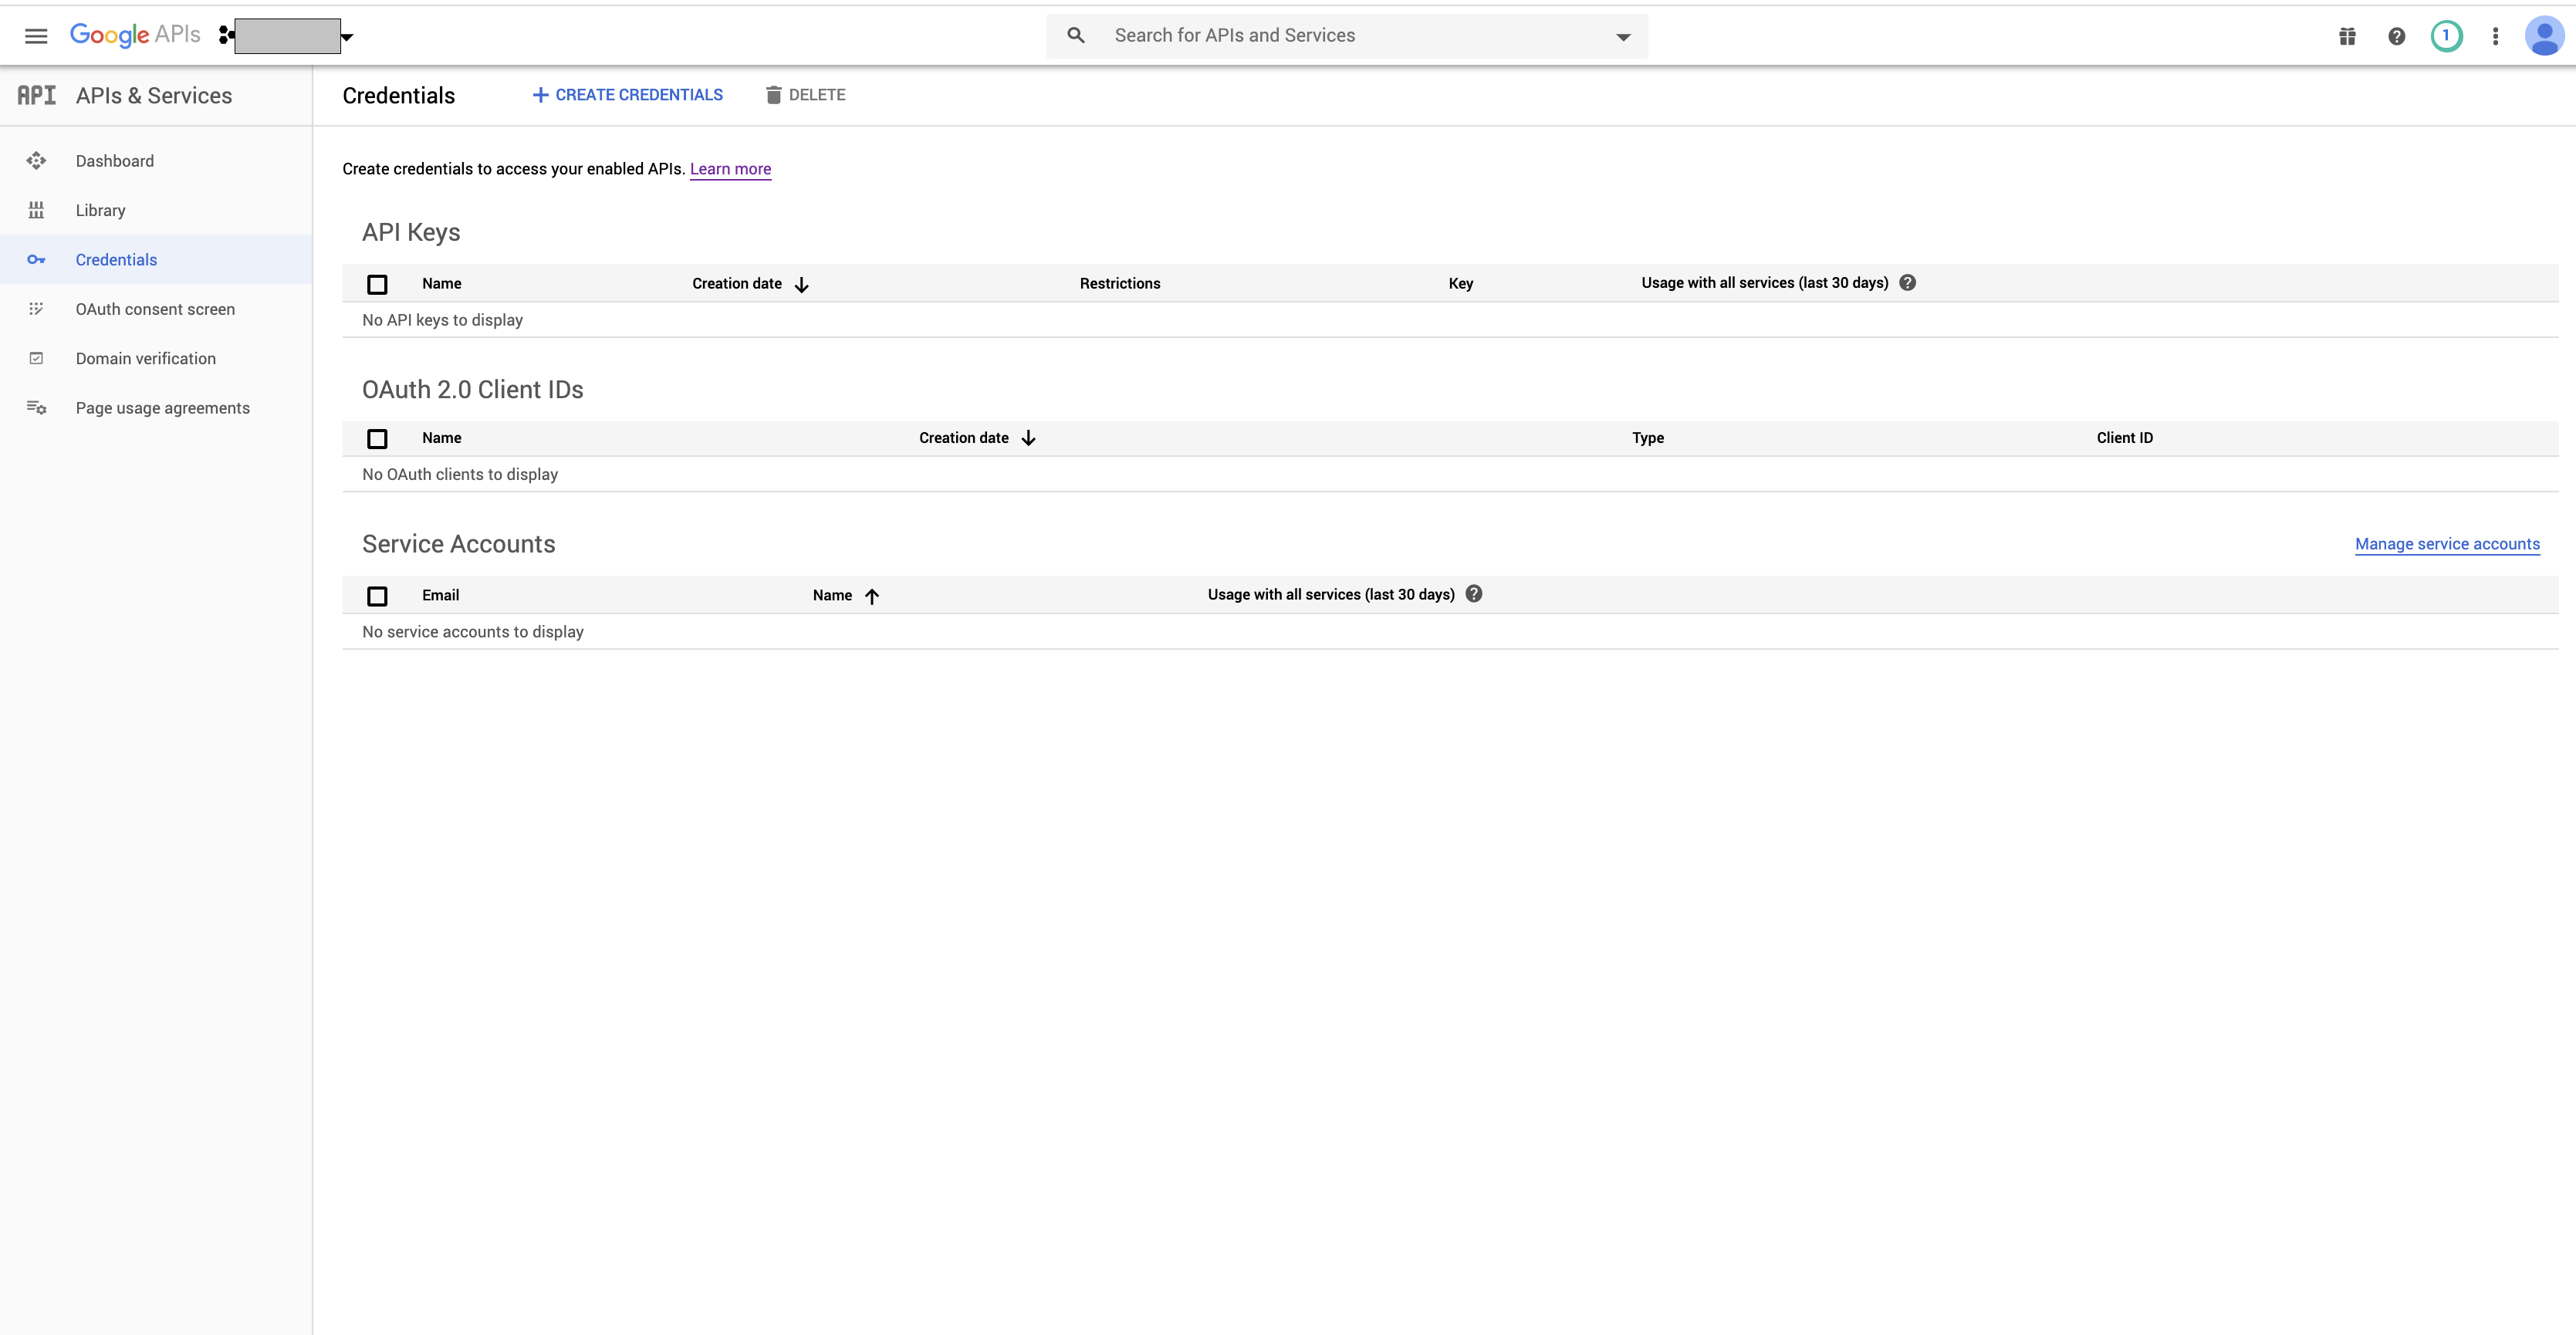 Google APIs
Search for APIs and Services
1
API APIs & Services
Credentials
CREATE CREDENTIALS
DELETE
Dashboard
Library
Credentials
OAuth consent screen
Domain verification
Page usage agreements
Create credentials to access your enabled APIs. Learn more
API Keys
Name Creation date Restrictions Key Usage with all services (last 30 days)
No API keys to display
OAuth 2.0 Client IDs
Name Creation date Type Client ID
No OAuth clients to display
Service Accounts
Manage service accounts
Email Name Usage with all services (last 30 days)
No service accounts to display